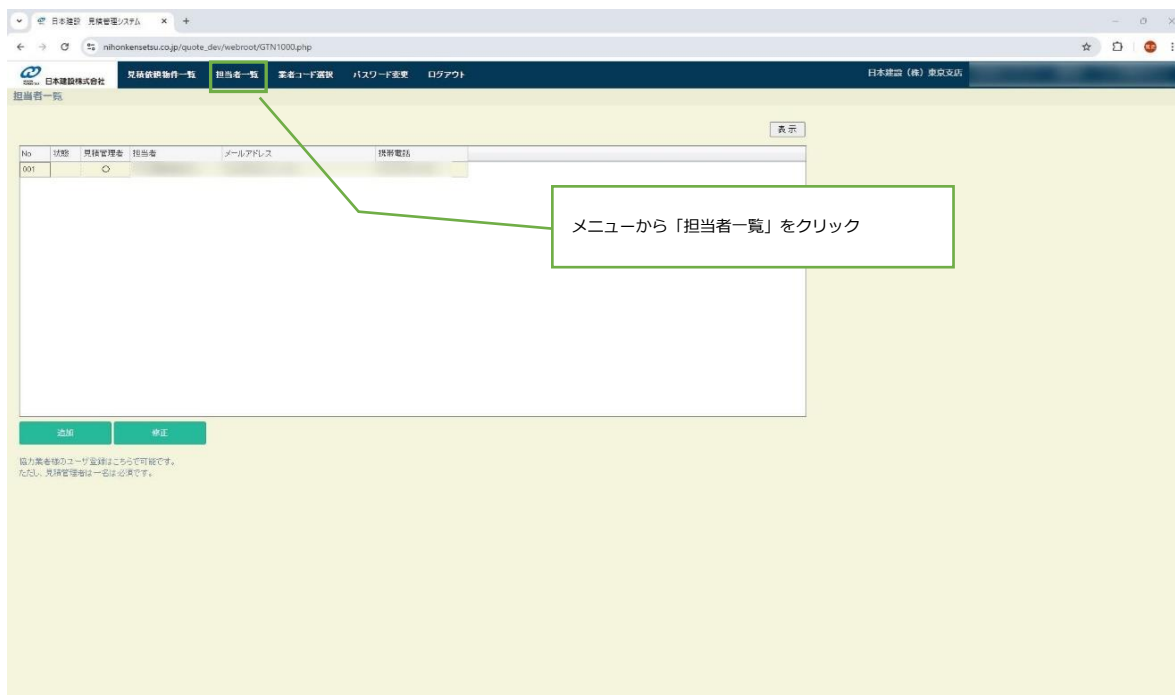 日本建設 見積管理システム
nihonkensetsu.co.jp/quote_dev/webroot/GTN1000.php
日本建設株式会社 見積依頼物件一覧 担当者一覧 業者コード選択 パスワード変更 ログアウト 日本建設（株）東京支店
担当者一覧
表示
No 状態 見積管理者 担当者 メールアドレス 携帯電話
001 〇
メニューから「担当者一覧」をクリック
追加 修正
協力業者様のユーザ登録はこちらで可能です。
ただし、見積管理者は一名は必須です。